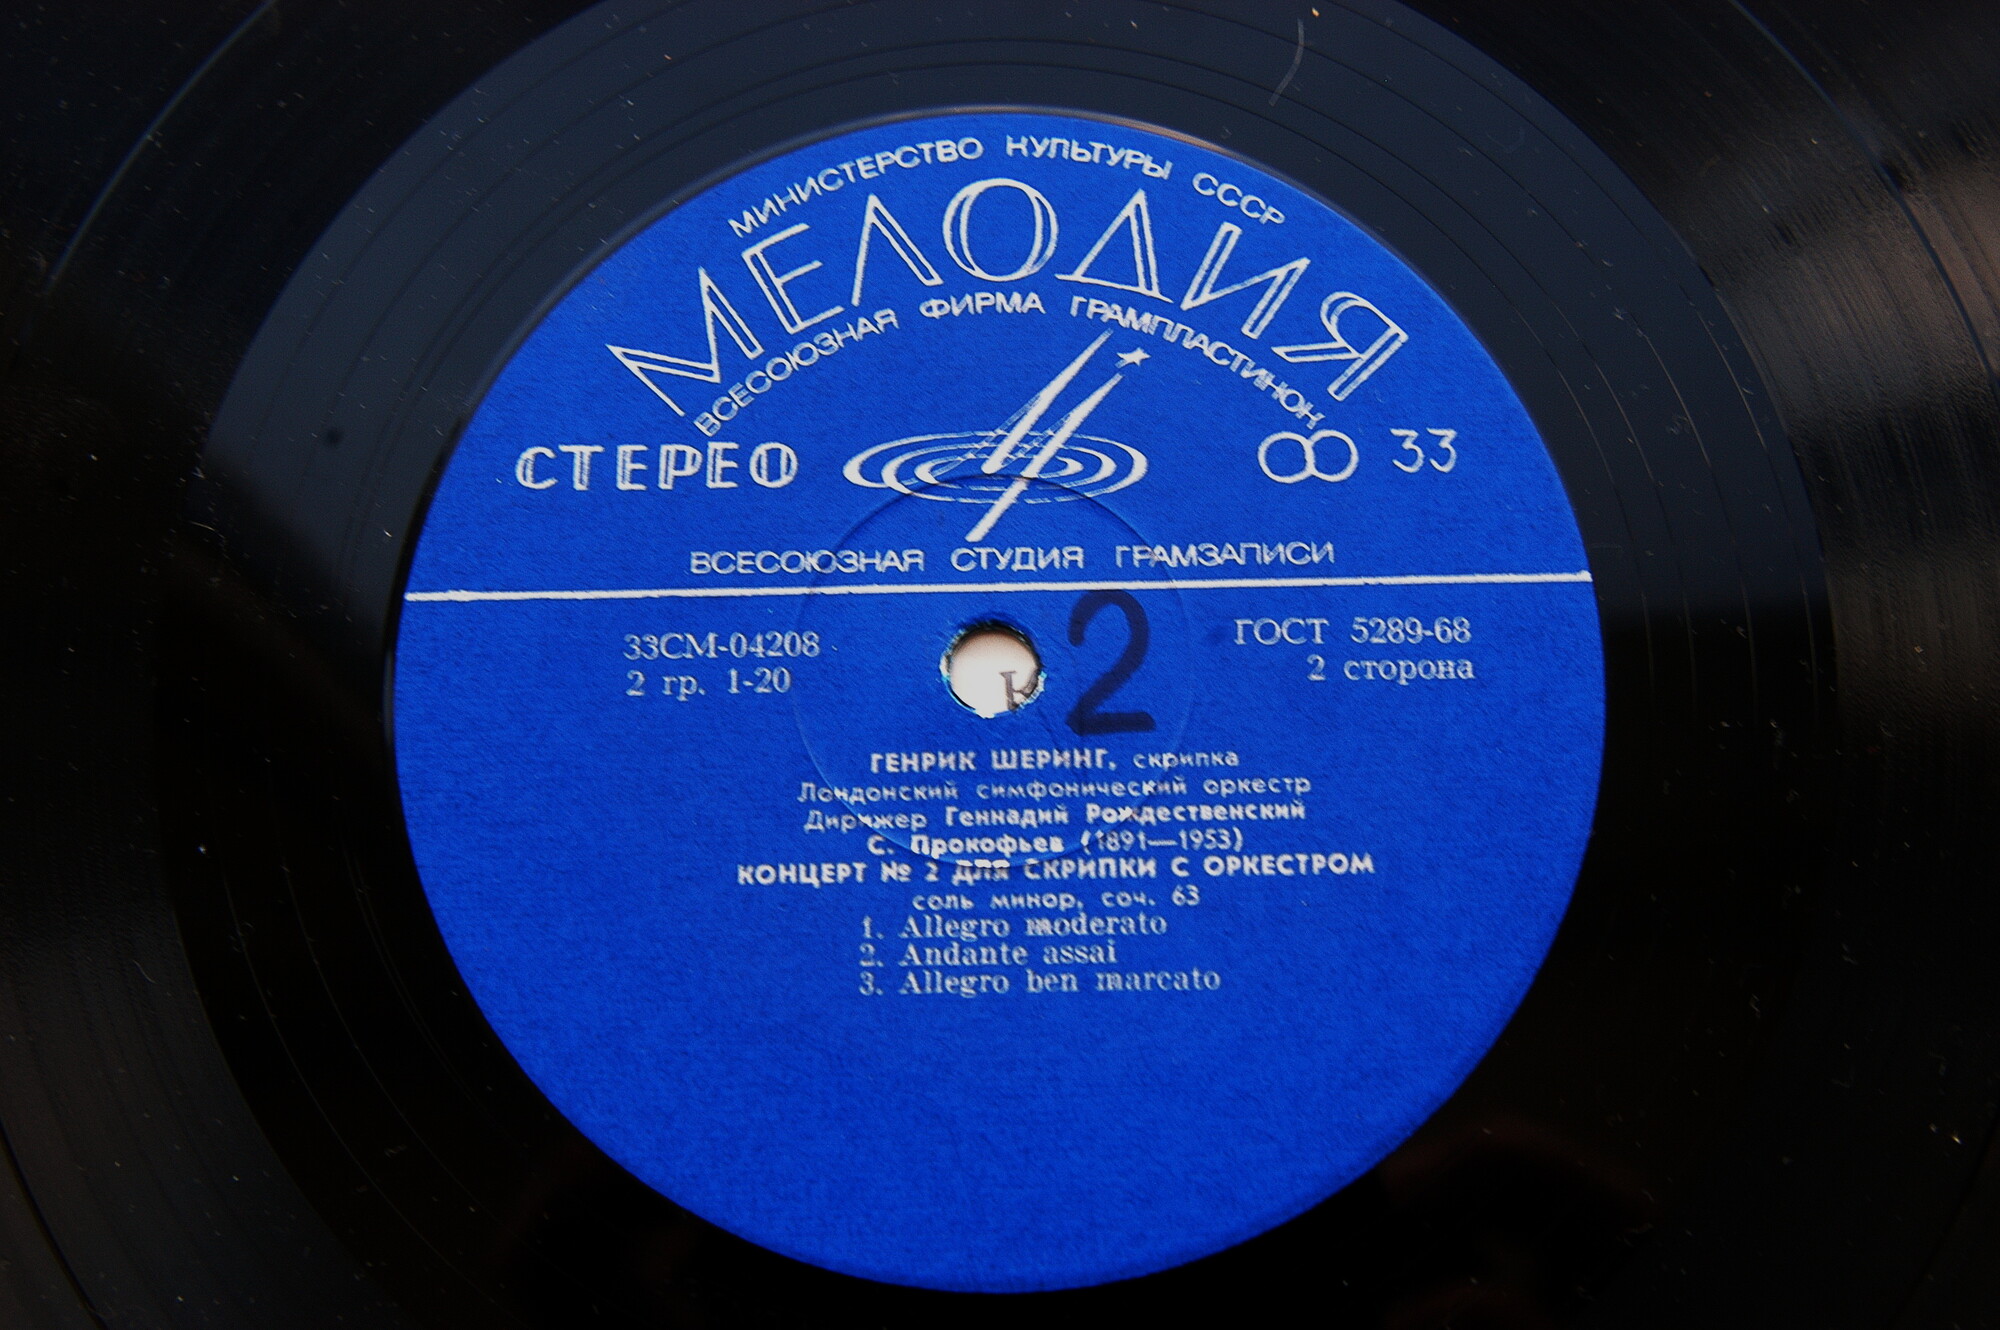 МИНИСТЕРСТВО КУЛЬТУРЫ СССР
МЕЛОДИЯ
ВСЕСОЮЗНАЯ ФИРМА ГРАМПЛАСТИНОК
СТЕРЕО
33
ВСЕСОЮЗНАЯ СТУДИЯ ГРАМЗАПИСИ
33СМ-04208
ГОСТ 5289-68
2 гр. 1-20
2 сторона
2
ГЕНРИК ШЕРИНГ, скрипка
Лондонский симфонический оркестр
Дирижер Геннадий Рождественский
С. Прокофьев (1891—1953)
КОНЦЕРТ № 2 ДЛЯ СКРИПКИ С ОРКЕСТРОМ
соль минор, соч. 63
1. Allegro moderato
2. Andante assai
3. Allegro ben marcato